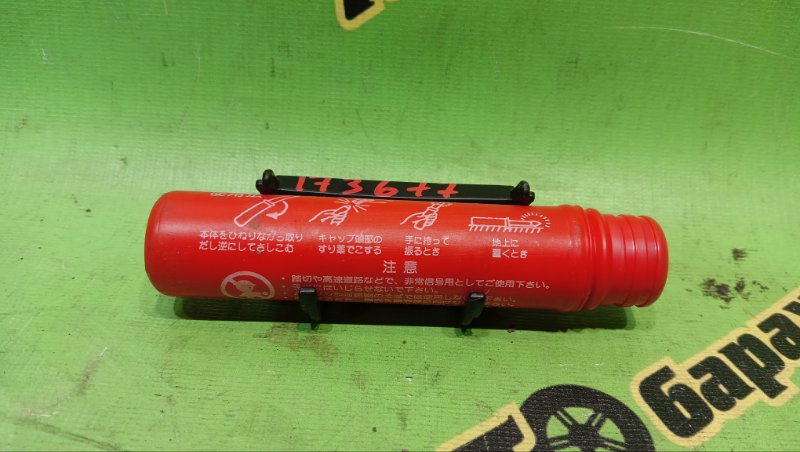 173677
本体をひねりながら取り
だし逆にしてさしこむ
キャップ頭部の
すり薬でこする
手に持って
振るとき
地上に
置くとき
注意
・踏切や高速道路などで、非常信号用としてご使用下さい。
барах